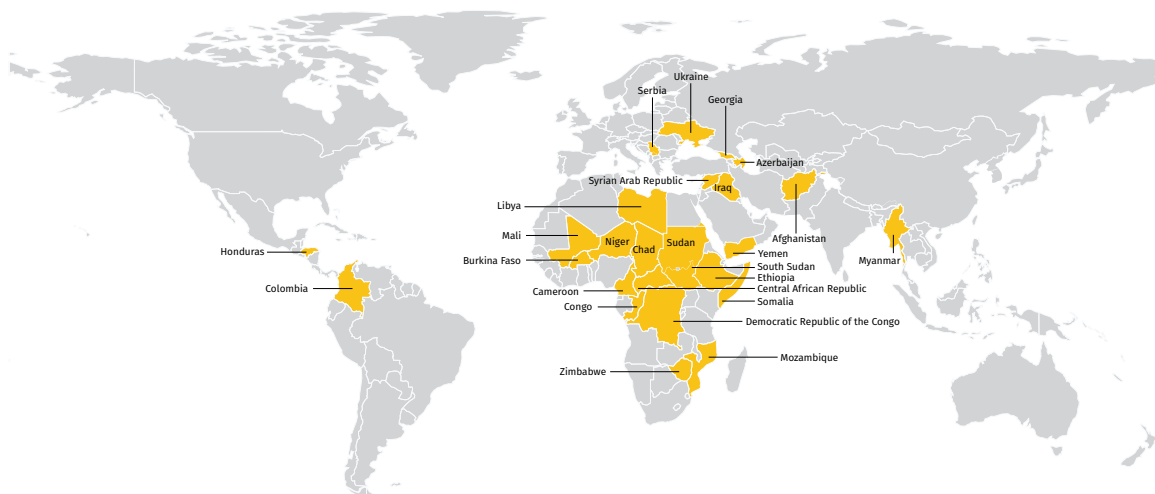 Ukraine
Serbia
Georgia
Azerbaijan
Syrian Arab Republic
Iraq
Libya
Mali
Niger
Chad
Sudan
Afghanistan
Honduras
Yemen
Burkina Faso
Myanmar
South Sudan
Ethiopia
Colombia
Cameroon
Central African Republic
Somalia
Congo
Democratic Republic of the Congo
Mozambique
Zimbabwe